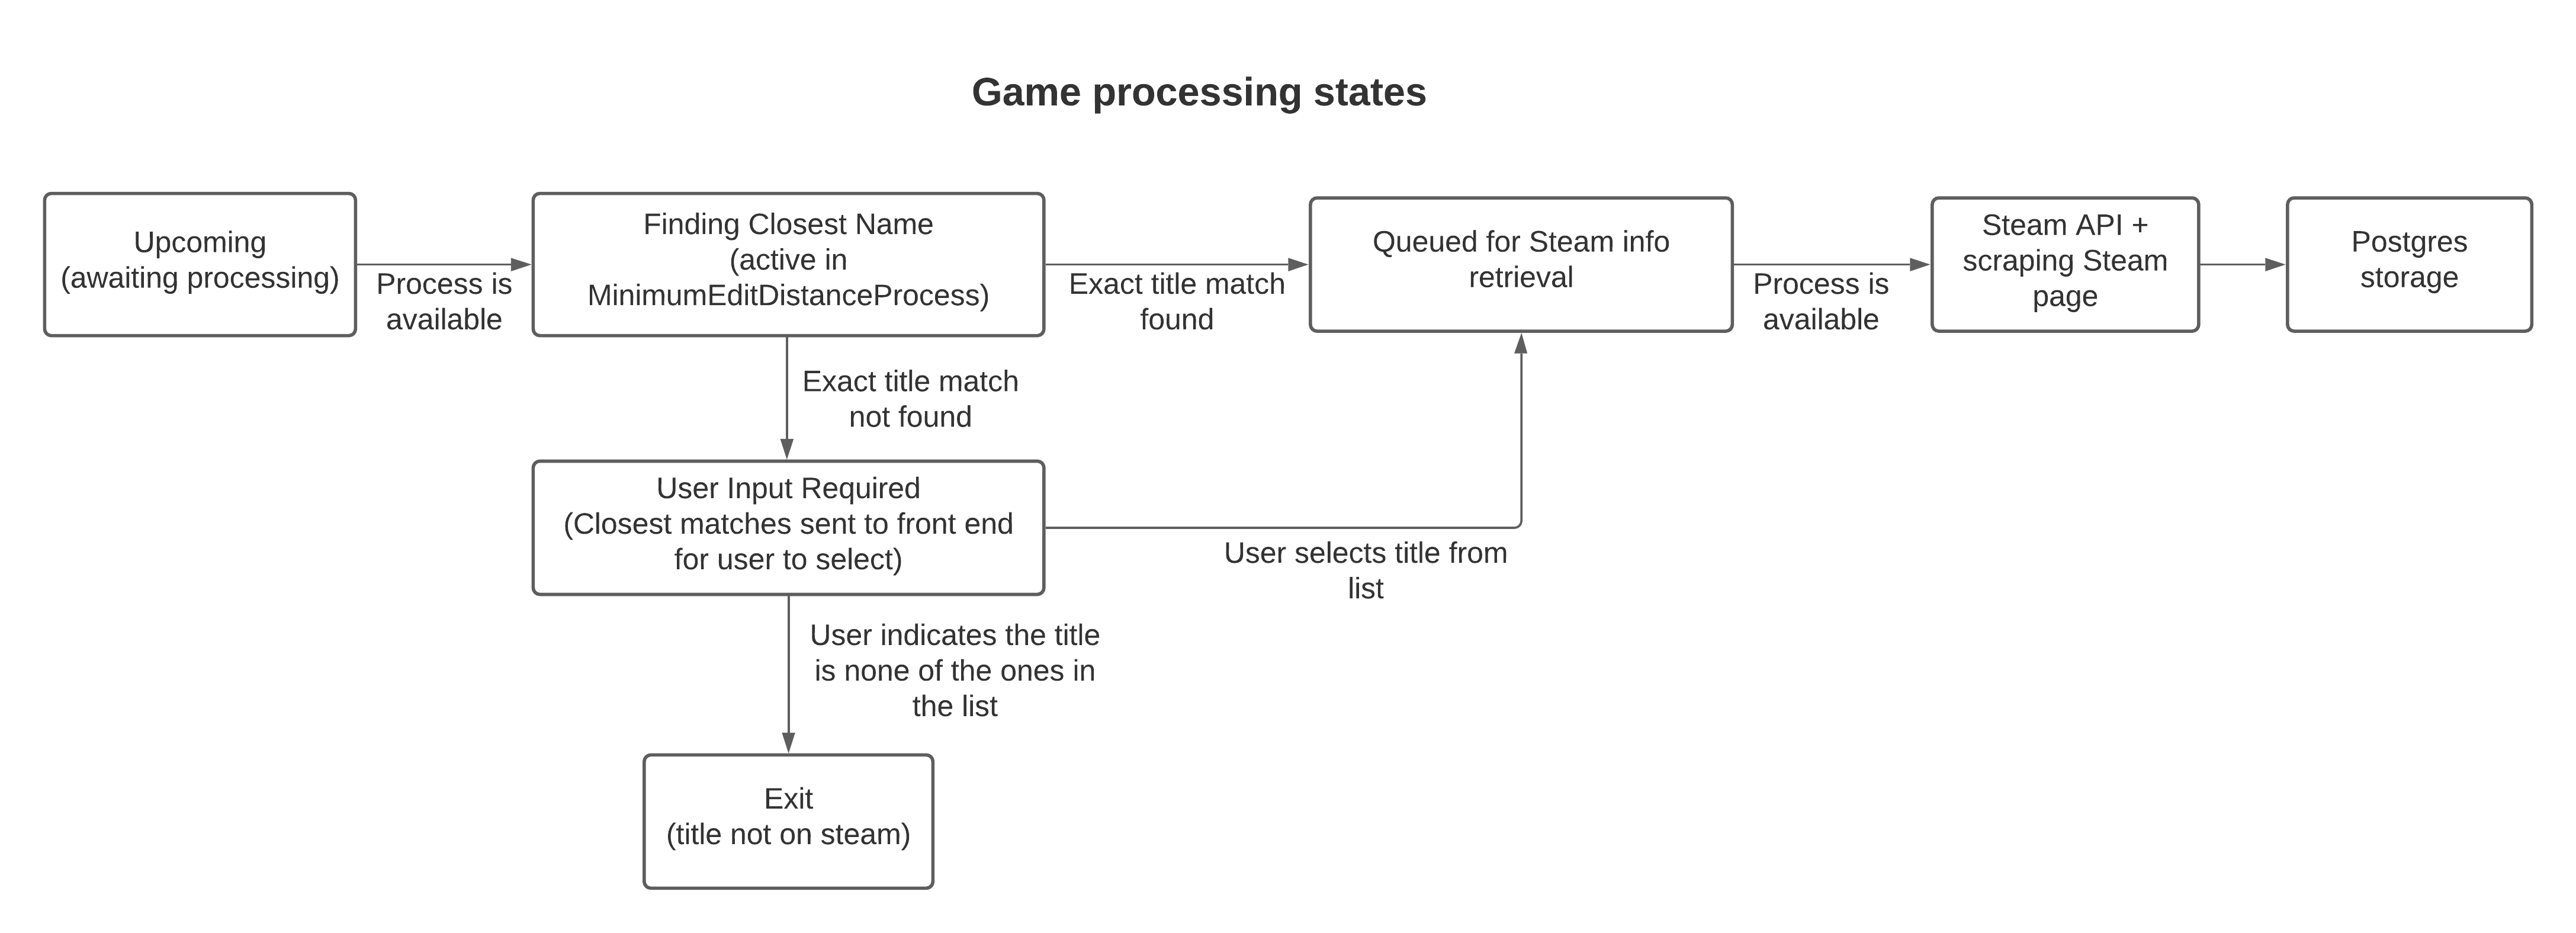 Game processing states
Upcoming
(awaiting processing)
Process is
available
Finding Closest Name
(active in
MinimumEditDistanceProcess)
Exact title match
found
Queued for Steam info
retrieval
Process is
available
Steam API +
scraping Steam
page
Postgres
storage
Exact title match
not found
User Input Required
(Closest matches sent to front end
for user to select)
User selects title from
list
User indicates the title
is none of the ones in
the list
Exit
(title not on steam)